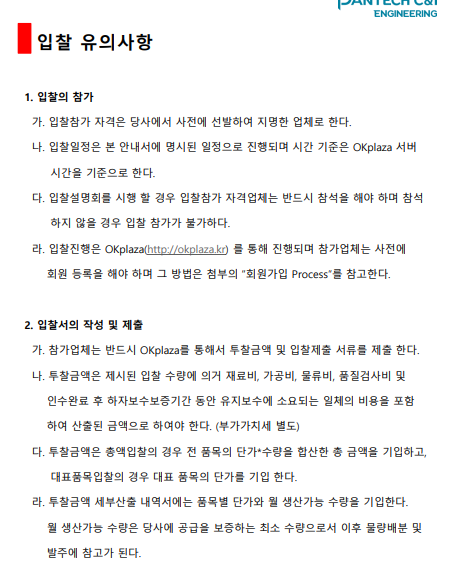 PANTECH C&I
ENGINEERING
입찰 유의사항
1. 입찰의 참가
가. 입찰참가 자격은 당사에서 사전에 선발하여 지명한 업체로 한다.
나. 입찰일정은 본 안내서에 명시된 일정으로 진행되며 시간 기준은 OKplaza 서버
시간을 기준으로 한다.
다. 입찰설명회를 시행 할 경우 입찰참가 자격업체는 반드시 참석을 해야 하며 참석
하지 않을 경우 입찰 참가가 불가하다.
라. 입찰진행은 OKplaza(http://okplaza.kr) 를 통해 진행되며 참가업체는 사전에
회원 등록을 해야 하며 그 방법은 첨부의 “회원가입 Process”를 참고한다.
2. 입찰서의 작성 및 제출
가. 참가업체는 반드시 OKplaza를 통해서 투찰금액 및 입찰제출 서류를 제출 한다.
나. 투찰금액은 제시된 입찰 수량에 의거 재료비, 가공비, 물류비, 품질검사비 및
인수완료 후 하자보수보증기간 동안 유지보수에 소요되는 일체의 비용을 포함
하여 산출된 금액으로 하여야 한다. (부가가치세 별도)
다. 투찰금액은 총액입찰의 경우 전 품목의 단가*수량을 합산한 총 금액을 기입하고,
대표품목입찰의 경우 대표 품목의 단가를 기입 한다.
라. 투찰금액 세부산출 내역서에는 품목별 단가와 월 생산가능 수량을 기입한다.
월 생산가능 수량은 당사에 공급을 보증하는 최소 수량으로서 이후 물량배분 및
발주에 참고가 된다.